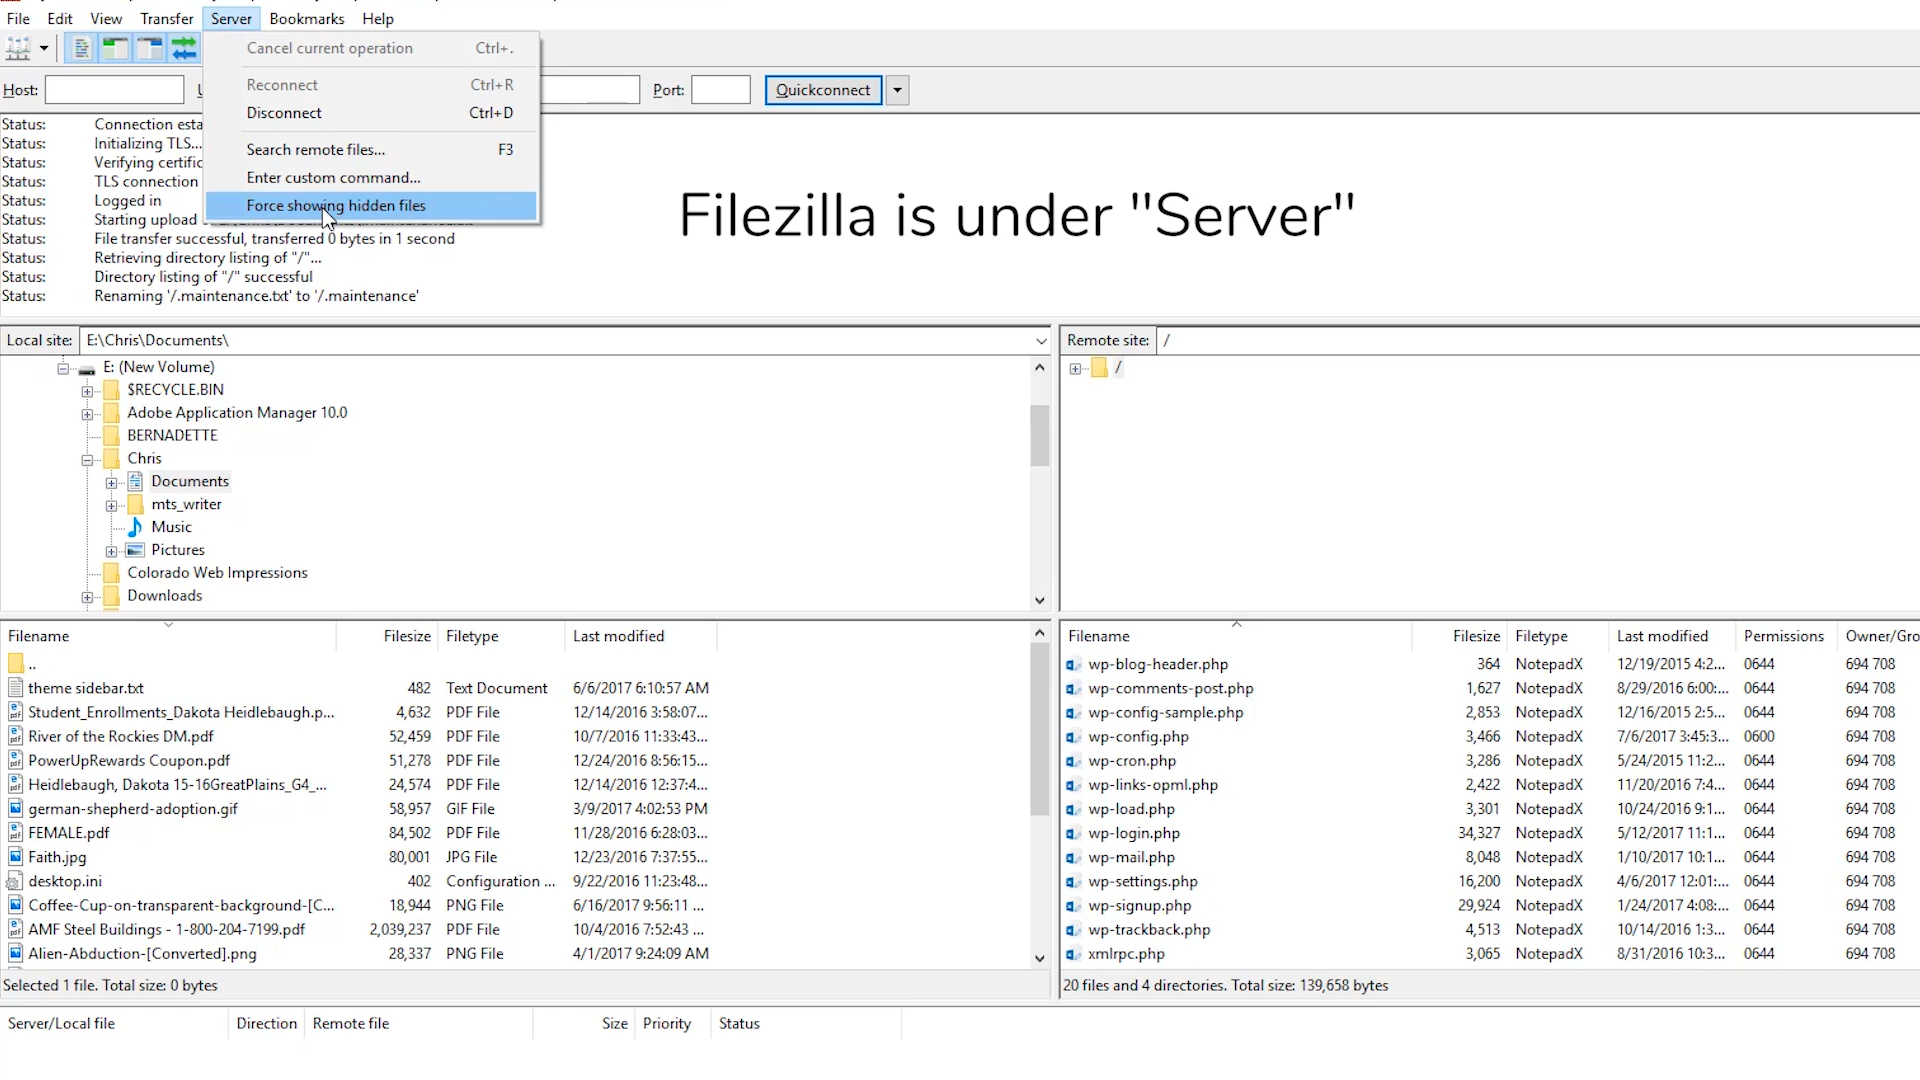 File Edit View Transfer Server Bookmarks Help
Cancel current operation Ctrl+.
Reconnect Ctrl+R
Disconnect Ctrl+D
Search remote files... F3
Enter custom command...
Force showing hidden files
Host: Port: Quickconnect
Status: Connection esta
Status: Initializing TLS...
Status: Verifying certific
Status: TLS connection
Status: Logged in
Status: Starting upload
Status: File transfer successful, transferred 0 bytes in 1 second
Status: Retrieving directory listing of "/"...
Status: Directory listing of "/" successful
Status: Renaming '/.maintenance.txt' to '/.maintenance'
Filezilla is under "Server"
Local site: E:\Chris\Documents\
E: (New Volume)
$RECYCLE.BIN
Adobe Application Manager 10.0
BERNADETTE
Chris
Documents
mts_writer
Music
Pictures
Colorado Web Impressions
Downloads
Remote site: /
/
Filename Filesize Filetype Last modified
..
theme sidebar.txt 482 Text Document 6/6/2017 6:10:57 AM
Student_Enrollments_Dakota Heidlebaugh.p... 4,632 PDF File 12/14/2016 3:58:07...
River of the Rockies DM.pdf 52,459 PDF File 10/7/2016 11:33:43...
PowerUpRewards Coupon.pdf 51,278 PDF File 12/24/2016 8:56:15...
Heidlebaugh, Dakota 15-16GreatPlains_G4_... 24,574 PDF File 12/14/2016 12:37:4...
german-shepherd-adoption.gif 58,957 GIF File 3/9/2017 4:02:53 PM
FEMALE.pdf 84,502 PDF File 11/28/2016 6:28:03...
Faith.jpg 80,001 JPG File 12/23/2016 7:37:55...
desktop.ini 402 Configuration ... 9/22/2016 11:23:48...
Coffee-Cup-on-transparent-background-[C... 18,944 PNG File 6/16/2017 9:56:11 ...
AMF Steel Buildings - 1-800-204-7199.pdf 2,039,237 PDF File 10/4/2016 7:52:43 ...
Alien-Abduction-[Converted].png 28,337 PNG File 4/1/2017 9:24:09 AM
Selected 1 file. Total size: 0 bytes
Filename Filesize Filetype Last modified Permissions Owner/Gro
wp-blog-header.php 364 NotepadX 12/19/2015 4:2... 0644 694 708
wp-comments-post.php 1,627 NotepadX 8/29/2016 6:00:... 0644 694 708
wp-config-sample.php 2,853 NotepadX 12/16/2015 2:5... 0644 694 708
wp-config.php 3,466 NotepadX 7/6/2017 3:45:3... 0600 694 708
wp-cron.php 3,286 NotepadX 5/24/2015 11:2... 0644 694 708
wp-links-opml.php 2,422 NotepadX 11/20/2016 7:4... 0644 694 708
wp-load.php 3,301 NotepadX 10/24/2016 9:1... 0644 694 708
wp-login.php 34,327 NotepadX 5/12/2017 11:1... 0644 694 708
wp-mail.php 8,048 NotepadX 1/10/2017 10:1... 0644 694 708
wp-settings.php 16,200 NotepadX 4/6/2017 12:01:... 0644 694 708
wp-signup.php 29,924 NotepadX 1/24/2017 4:08:... 0644 694 708
wp-trackback.php 4,513 NotepadX 10/14/2016 1:3... 0644 694 708
xmlrpc.php 3,065 NotepadX 8/31/2016 10:3... 0644 694 708
20 files and 4 directories. Total size: 139,658 bytes
Server/Local file Direction Remote file Size Priority Status